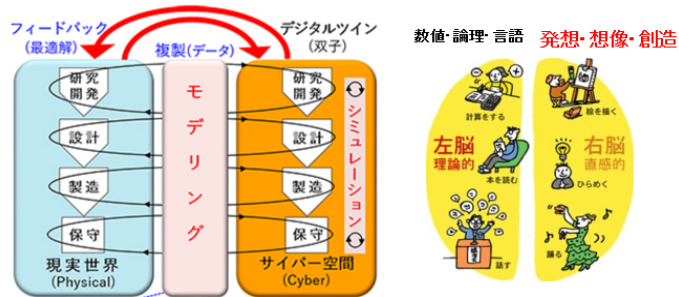 フィードバック
(最適解)
複製(データ)
デジタルツイン
(双子)
研究
開発
設計
製造
保守
現実世界
(Physical)
モデリング
研究
開発
設計
製造
保守
シミュレーション
サイバー空間
(Cyber)
数値・論理・言語
発想・想像・創造
計算をする
絵を描く
左脳
理論的
右脳
直感的
本を読む
ひらめく
話す
踊る